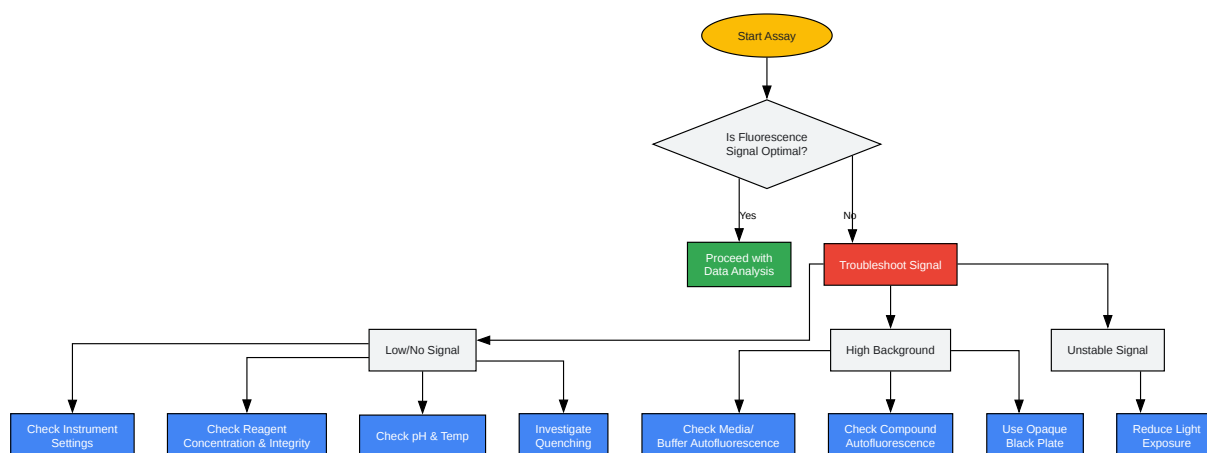 Start Assay
Is Fluorescence
Signal Optimal?
Yes
No
Proceed with
Data Analysis
Troubleshoot Signal
Low/No Signal
High Background
Unstable Signal
Check Instrument
Settings
Check Reagent
Concentration & Integrity
Check pH & Temp
Investigate
Quenching
Check Media/
Buffer Autofluorescence
Check Compound
Autofluorescence
Use Opaque
Black Plate
Reduce Light
Exposure